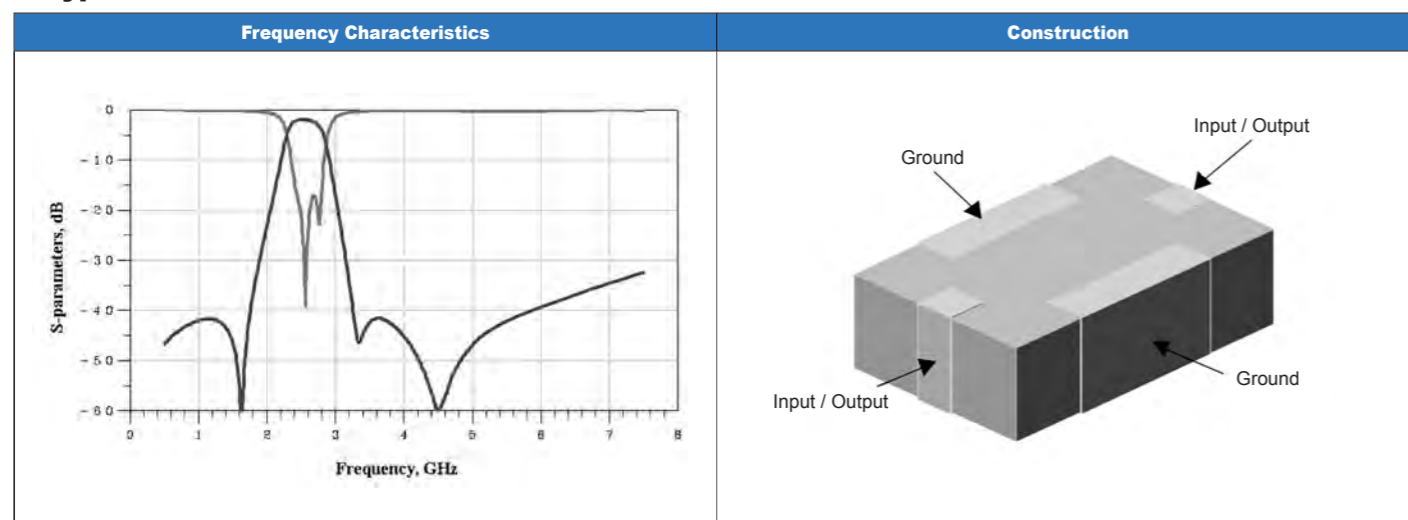 Frequency Characteristics
Construction
0
-10
-20
-30
-40
-50
-60
S-parameters, dB
0 1 2 3 4 5 6 7 8
Frequency, GHz
Input / Output
Ground
Input / Output
Ground